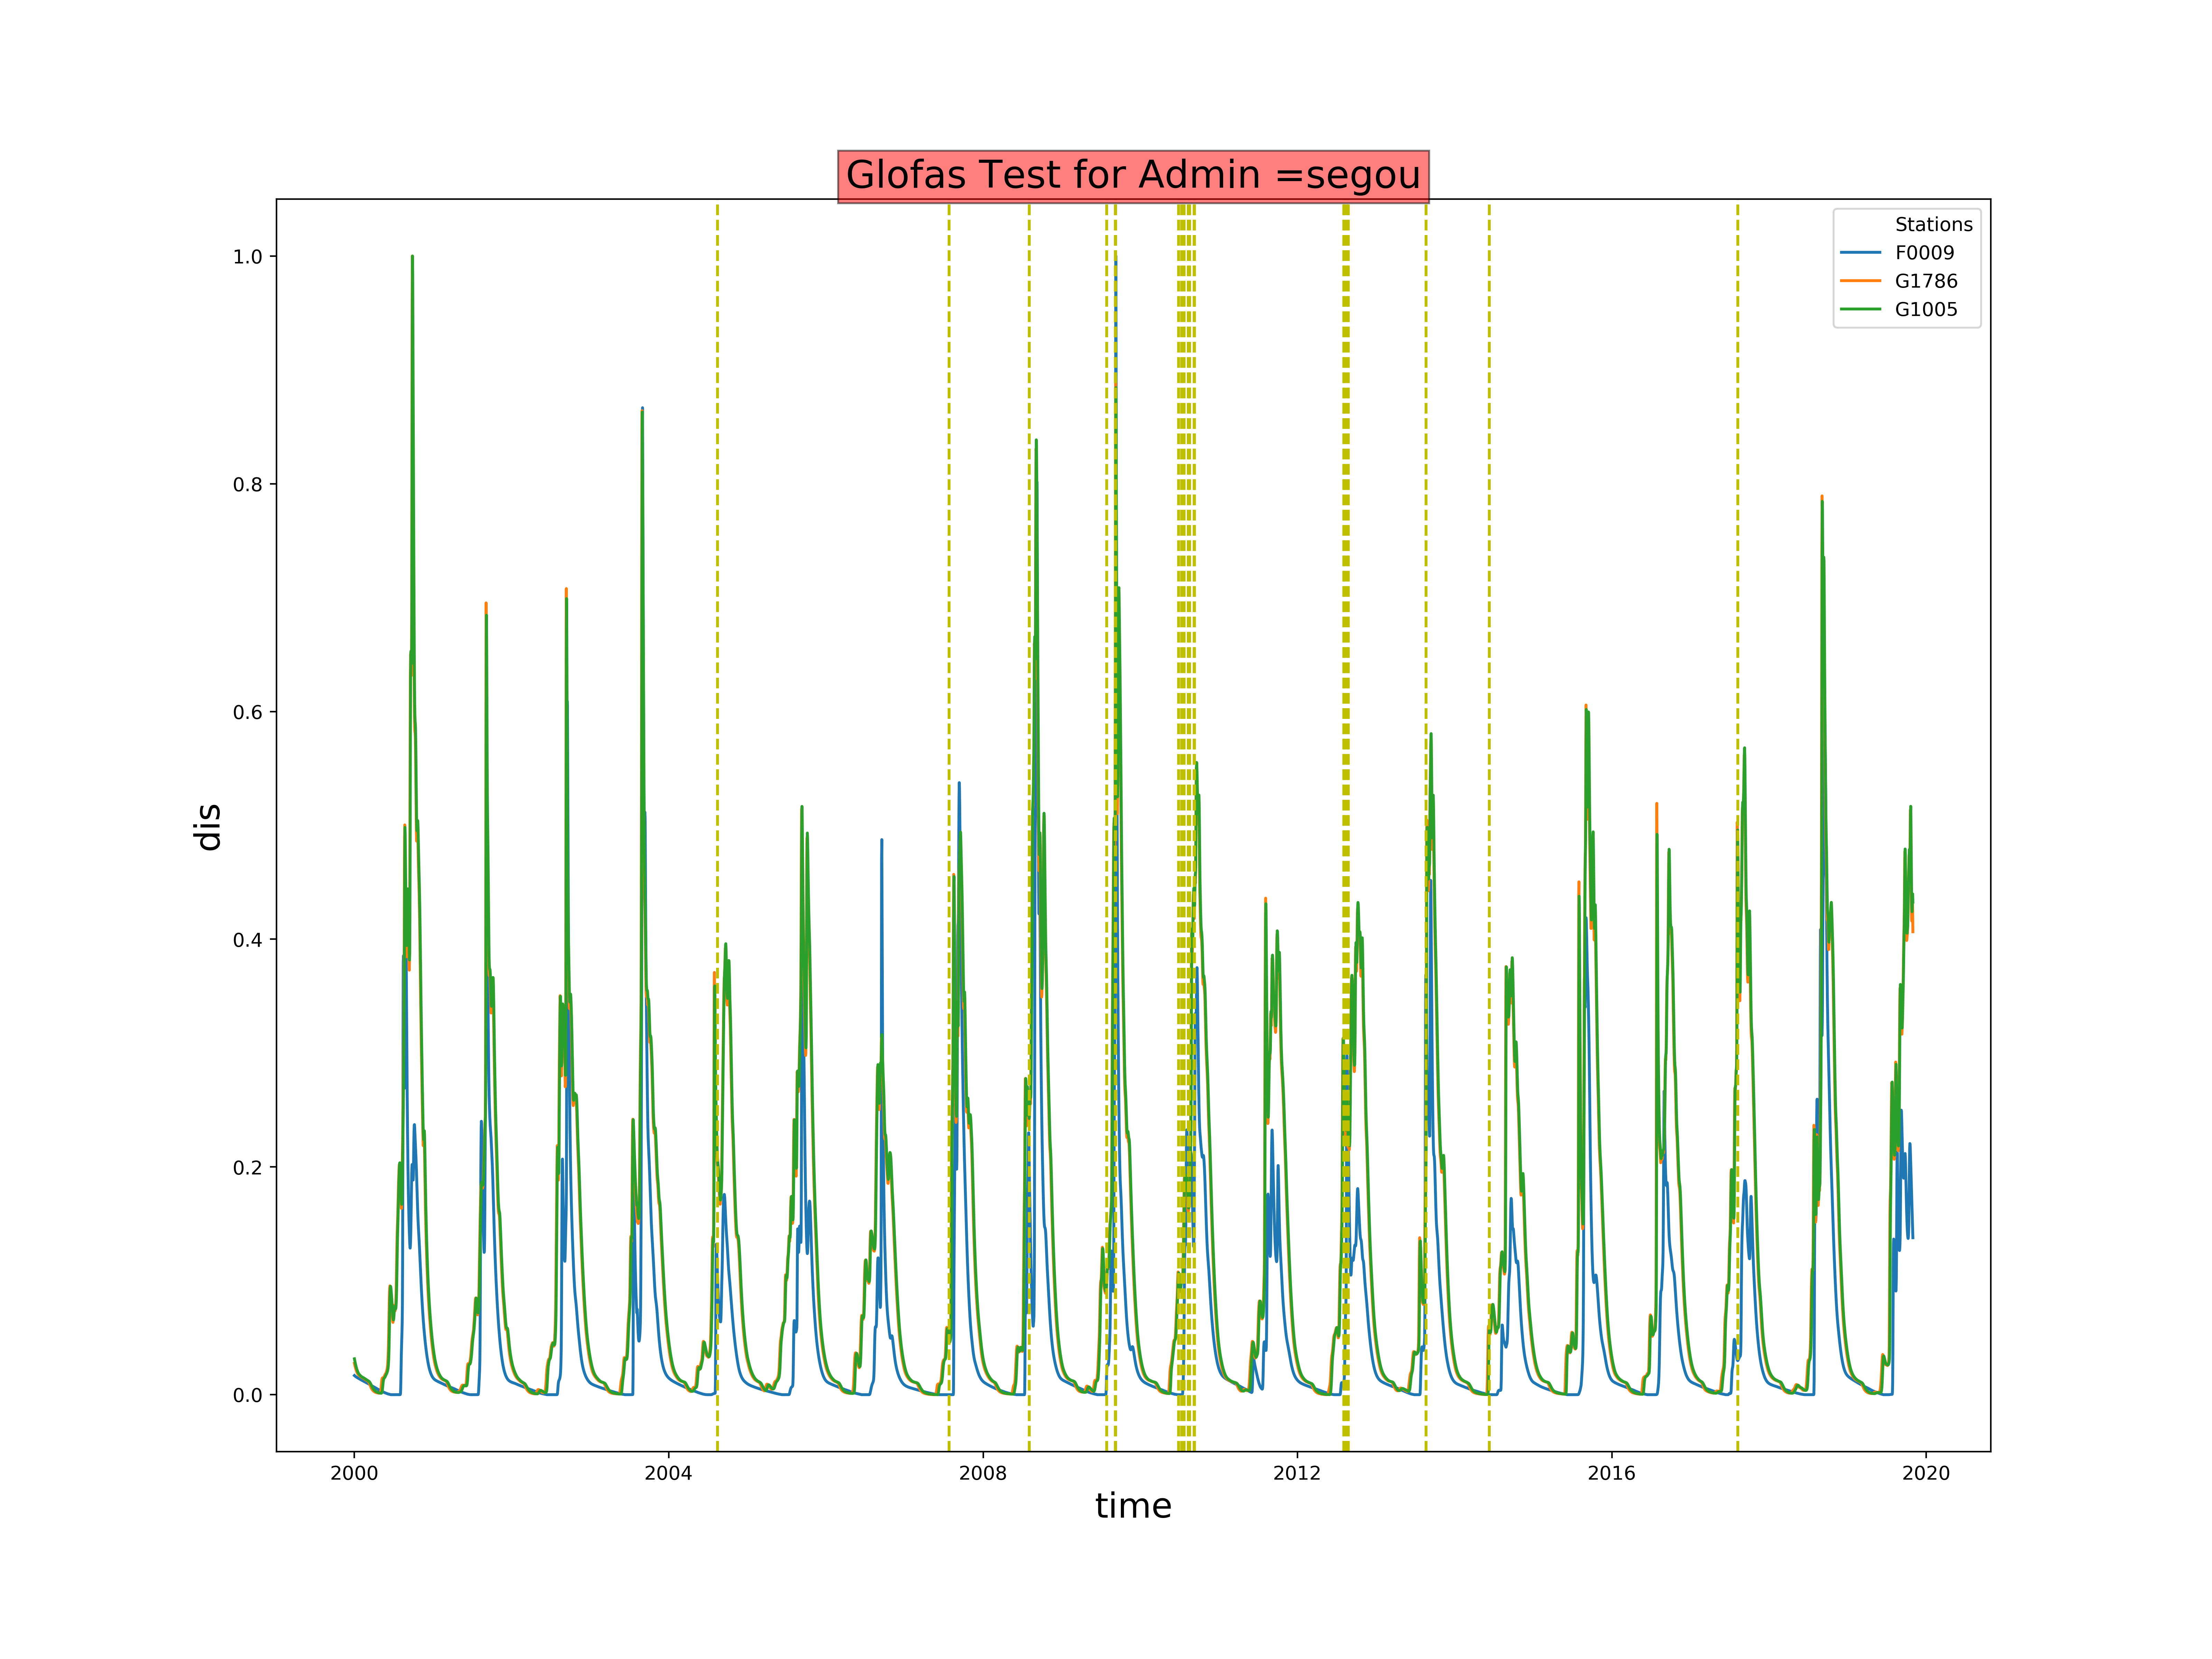 Glofas Test for Admin =segou
Stations
F0009
G1786
G1005
1.0
0.8
0.6
0.4
0.2
0.0
dis
2000 2004 2008 2012 2016 2020
time